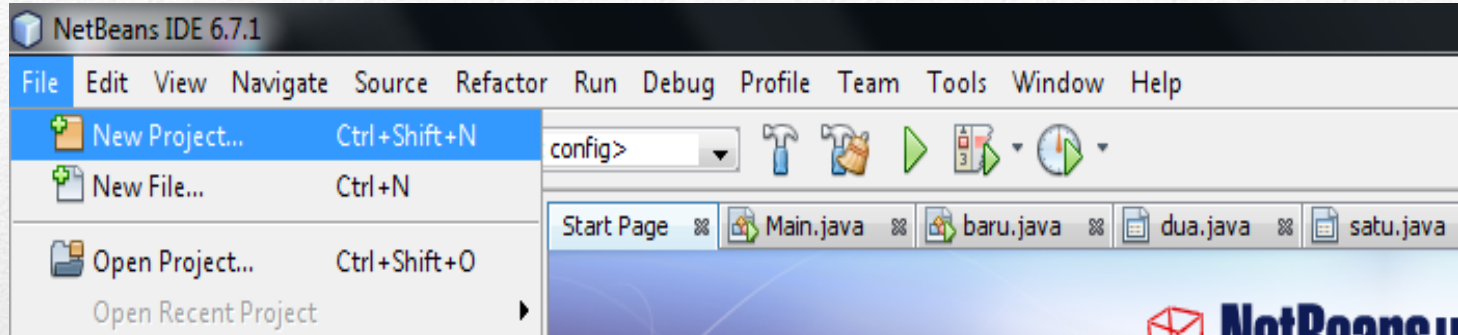 NetBeans IDE 6.7.1
File Edit View Navigate Source Refactor Run Debug Profile Team Tools Window Help
New Project... Ctrl+Shift+N
config>
New File... Ctrl+N
Start Page Main.java baru.java dua.java satu.java
Open Project... Ctrl+Shift+O
Open Recent Project
NetBeans